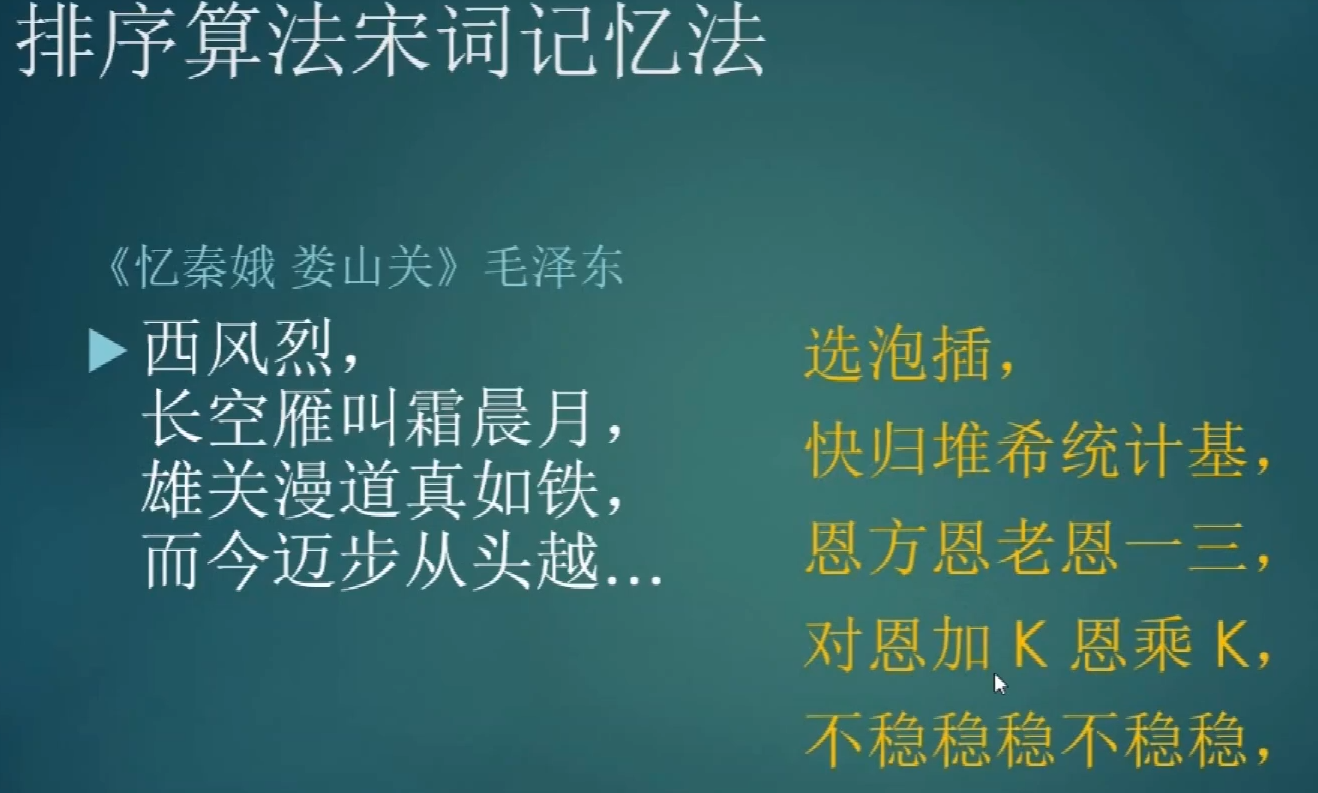 排序算法宋词记忆法
《忆秦娥 娄山关》毛泽东
西风烈，
长空雁叫霜晨月，
雄关漫道真如铁，
而今迈步从头越...
选泡插，
快归堆希统计基，
恩方恩老恩一三，
对恩加 K 恩乘 K，
不稳稳稳不稳稳，